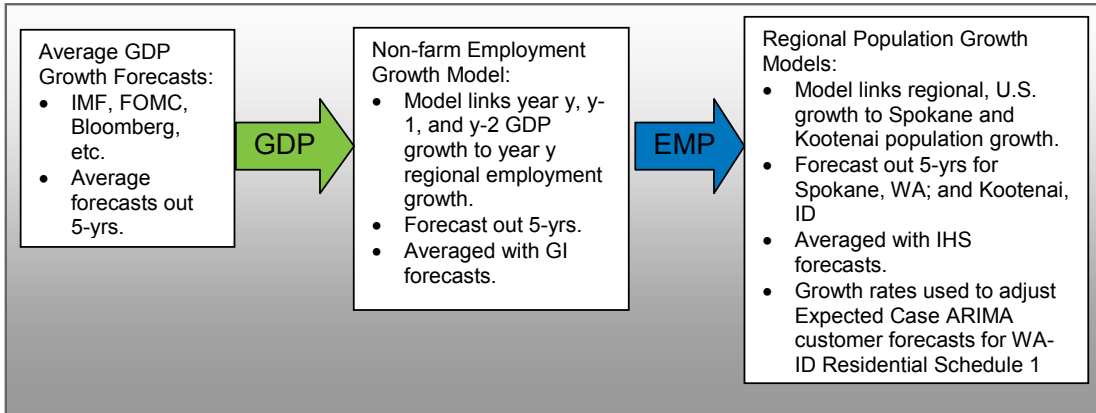 Average GDP
Growth Forecasts:
• IMF, FOMC,
Bloomberg,
etc.
• Average
forecasts out
5-yrs.
GDP
Non-farm Employment
Growth Model:
• Model links year y, y-
1, and y-2 GDP
growth to year y
regional employment
growth.
• Forecast out 5-yrs.
• Averaged with GI
forecasts.
EMP
Regional Population Growth
Models:
• Model links regional, U.S.
growth to Spokane and
Kootenai population growth.
• Forecast out 5-yrs for
Spokane, WA; and Kootenai,
ID
• Averaged with IHS
forecasts.
• Growth rates used to adjust
Expected Case ARIMA
customer forecasts for WA-
ID Residential Schedule 1